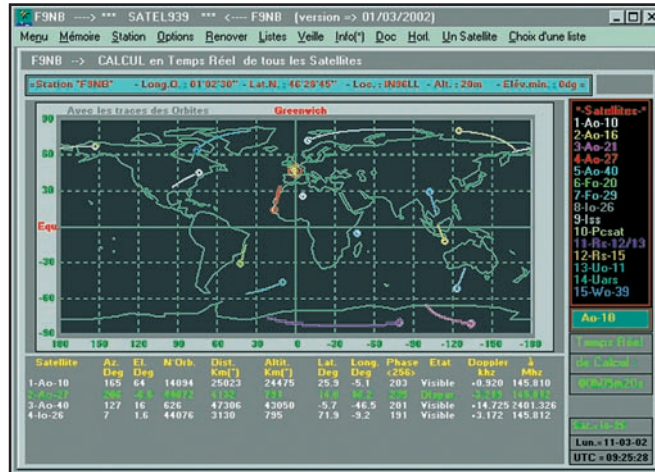 F9NB ----> *** SATEL939 *** <---- F9NB (version => 01/03/2002)
Menu Mémoire Station Options Renover Listes Veille Info(*) Doc Horl. Un Satellite Choix d'une liste
F9NB --> CALCUL en Temps Réel de tous les Satellites
=Station "F9NB" - Long.O. : 01°02'30" - Lat.N. : 46°28'45" - Loc. : IN96LL - Alt. : 20m - Elév.min. : 0dg =
Avec les traces des Orbites Greenwich
90
60
30
Equ.
-30
-60
-90
180 150 120 90 60 30 0 -30 -60 -90 -120 -150 -180
*-Satellites-*
1-Ao-10
2-Ao-16
3-Ao-21
4-Ao-27
5-Ao-40
6-Fo-20
7-Fo-29
8-Io-26
9-Iss
10-Pcsat
11-Rs-12/13
12-Rs-15
13-Uo-11
14-Uars
15-Wo-39
Ao-10
Temps Réel
de Calcul
00h05m20s
Satellite Az. El. N'Orb. Dist. Altit. Lat. Long. Phase Etat Doppler
Deg Deg Km(*) Km(*) Deg Deg <256> khz Mhz
1-Ao-10 165 64 14094 25023 24475 25.9 -5.1 203 Visible +0.920 145.810
2-Ao-27 44072 791
3-Ao-40 127 16 626 47306 43050 -5.7 -46.5 201 Visible +14.725 2401.326
4-Io-26 7 1.6 44076 3130 795 71.9 -9.2 191 Visible +3.172 145.812
Sat.=Io-26
Lun.=11-03-02
UTC = 09:25:28